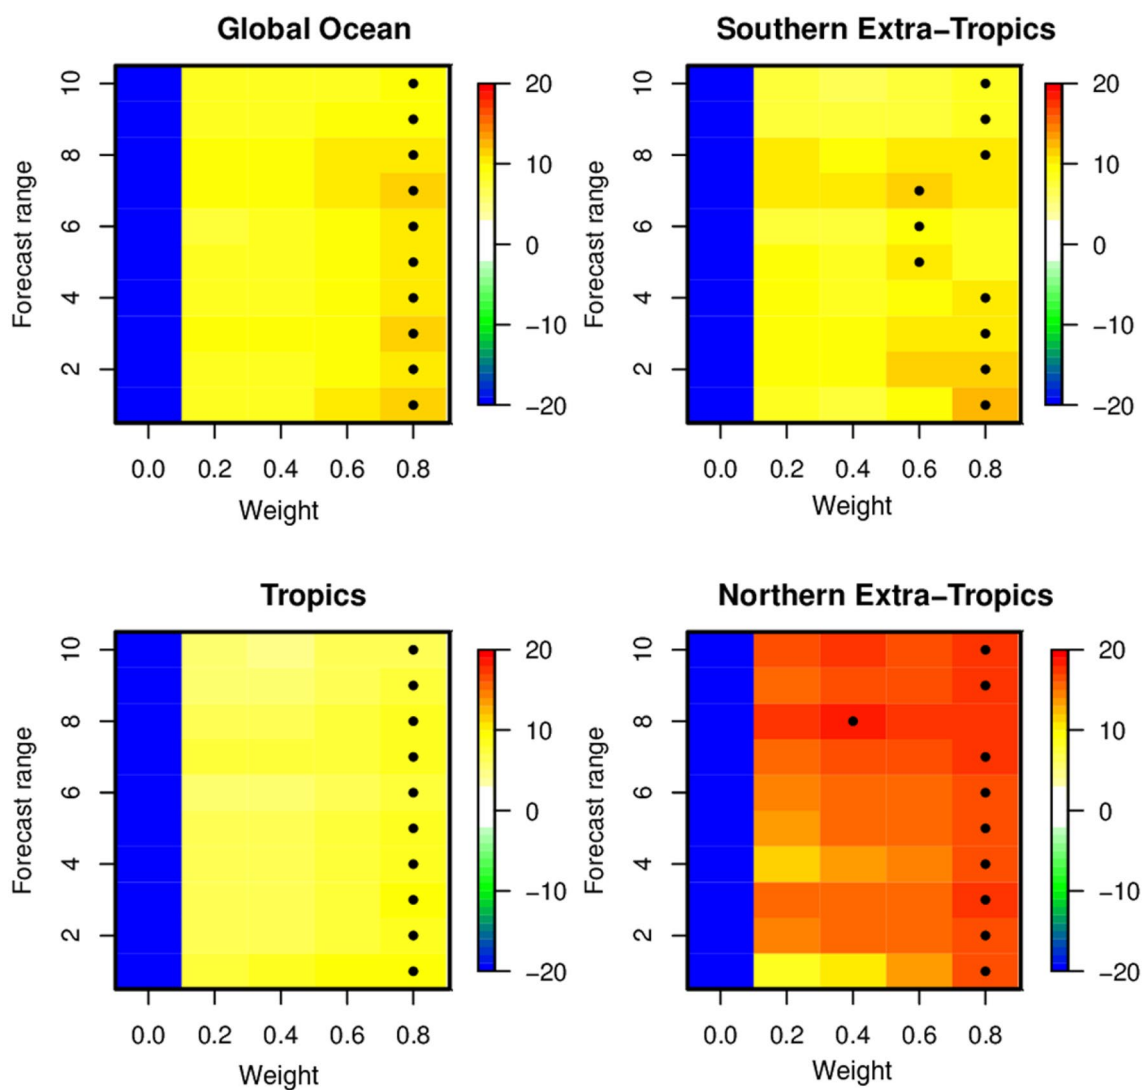 Global Ocean
Forecast range
10
8
6
4
2
0.0 0.2 0.4 0.6 0.8
Weight
20
10
0
−10
−20
Southern Extra−Tropics
Forecast range
10
8
6
4
2
0.0 0.2 0.4 0.6 0.8
Weight
20
10
0
−10
−20
Tropics
Forecast range
10
8
6
4
2
0.0 0.2 0.4 0.6 0.8
Weight
20
10
0
−10
−20
Northern Extra−Tropics
Forecast range
10
8
6
4
2
0.0 0.2 0.4 0.6 0.8
Weight
20
10
0
−10
−20